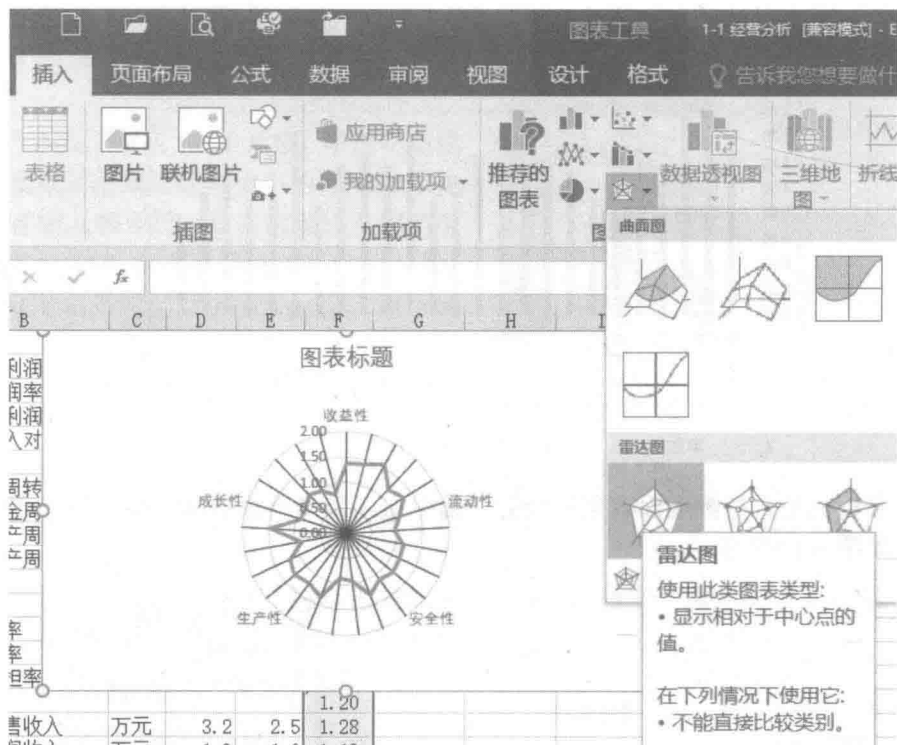 图表工具 1-1 经营分析 [兼容模式] - E
插入 页面布局 公式 数据 审阅 视图 设计 格式 告诉我您想要做什
表格 图片 联机图片 应用商店 我的加载项 推荐的图表 数据透视图 三维地图 折线
插图 加载项 图
曲面图
fx
B C D E F G H I
利润
润率
利润
入对
周转
金周
产周
产周
率
率
担率
图表标题
收益性
2.00
1.50
1.00
0.50
0.00
成长性
流动性
生产性
安全性
雷达图
雷达图
使用此类图表类型:
• 显示相对于中心点的
值。
在下列情况下使用它:
• 不能直接比较类别。
1.20
售收入 万元 3.2 2.5 1.28